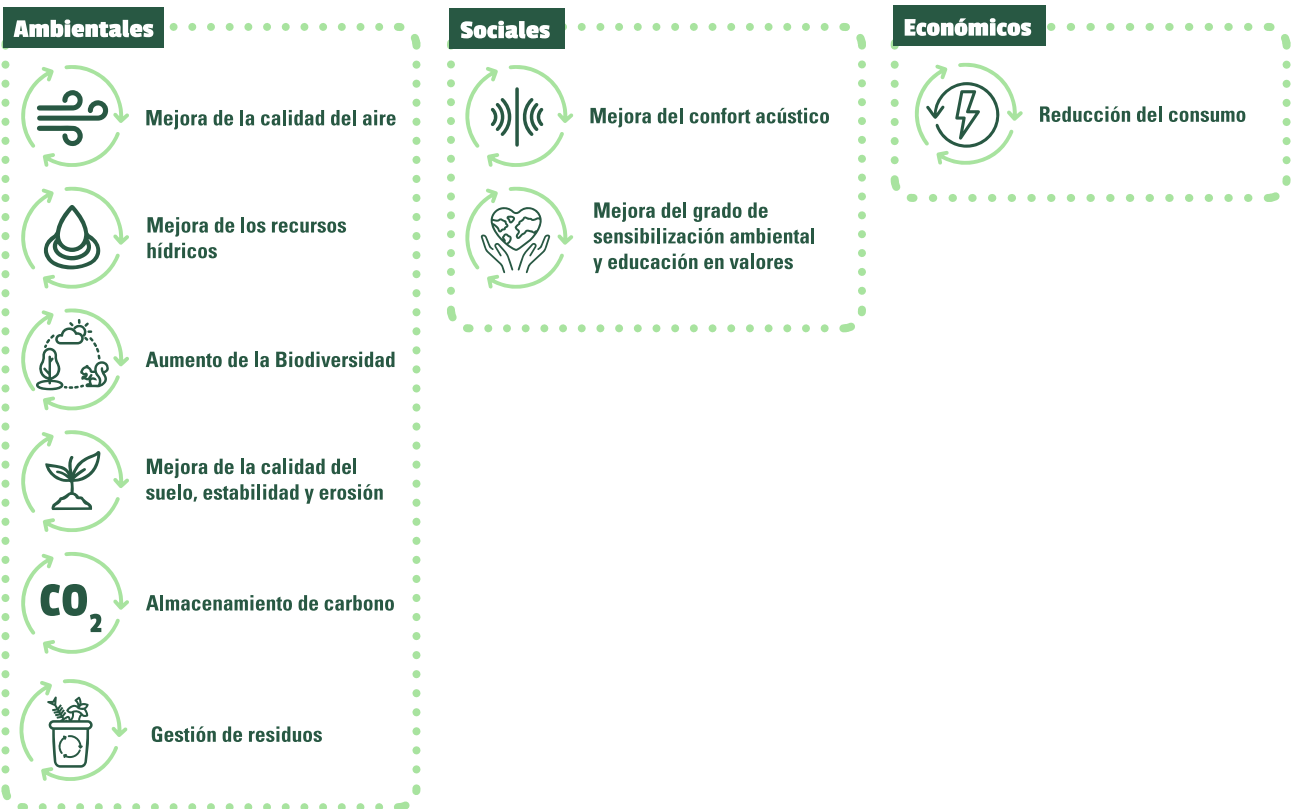 Ambientales
Mejora de la calidad del aire
Mejora de los recursos
hídricos
Aumento de la Biodiversidad
Mejora de la calidad del
suelo, estabilidad y erosión
CO2
Almacenamiento de carbono
Gestión de residuos
Sociales
Mejora del confort acústico
Mejora del grado de
sensibilización ambiental
y educación en valores
Económicos
Reducción del consumo